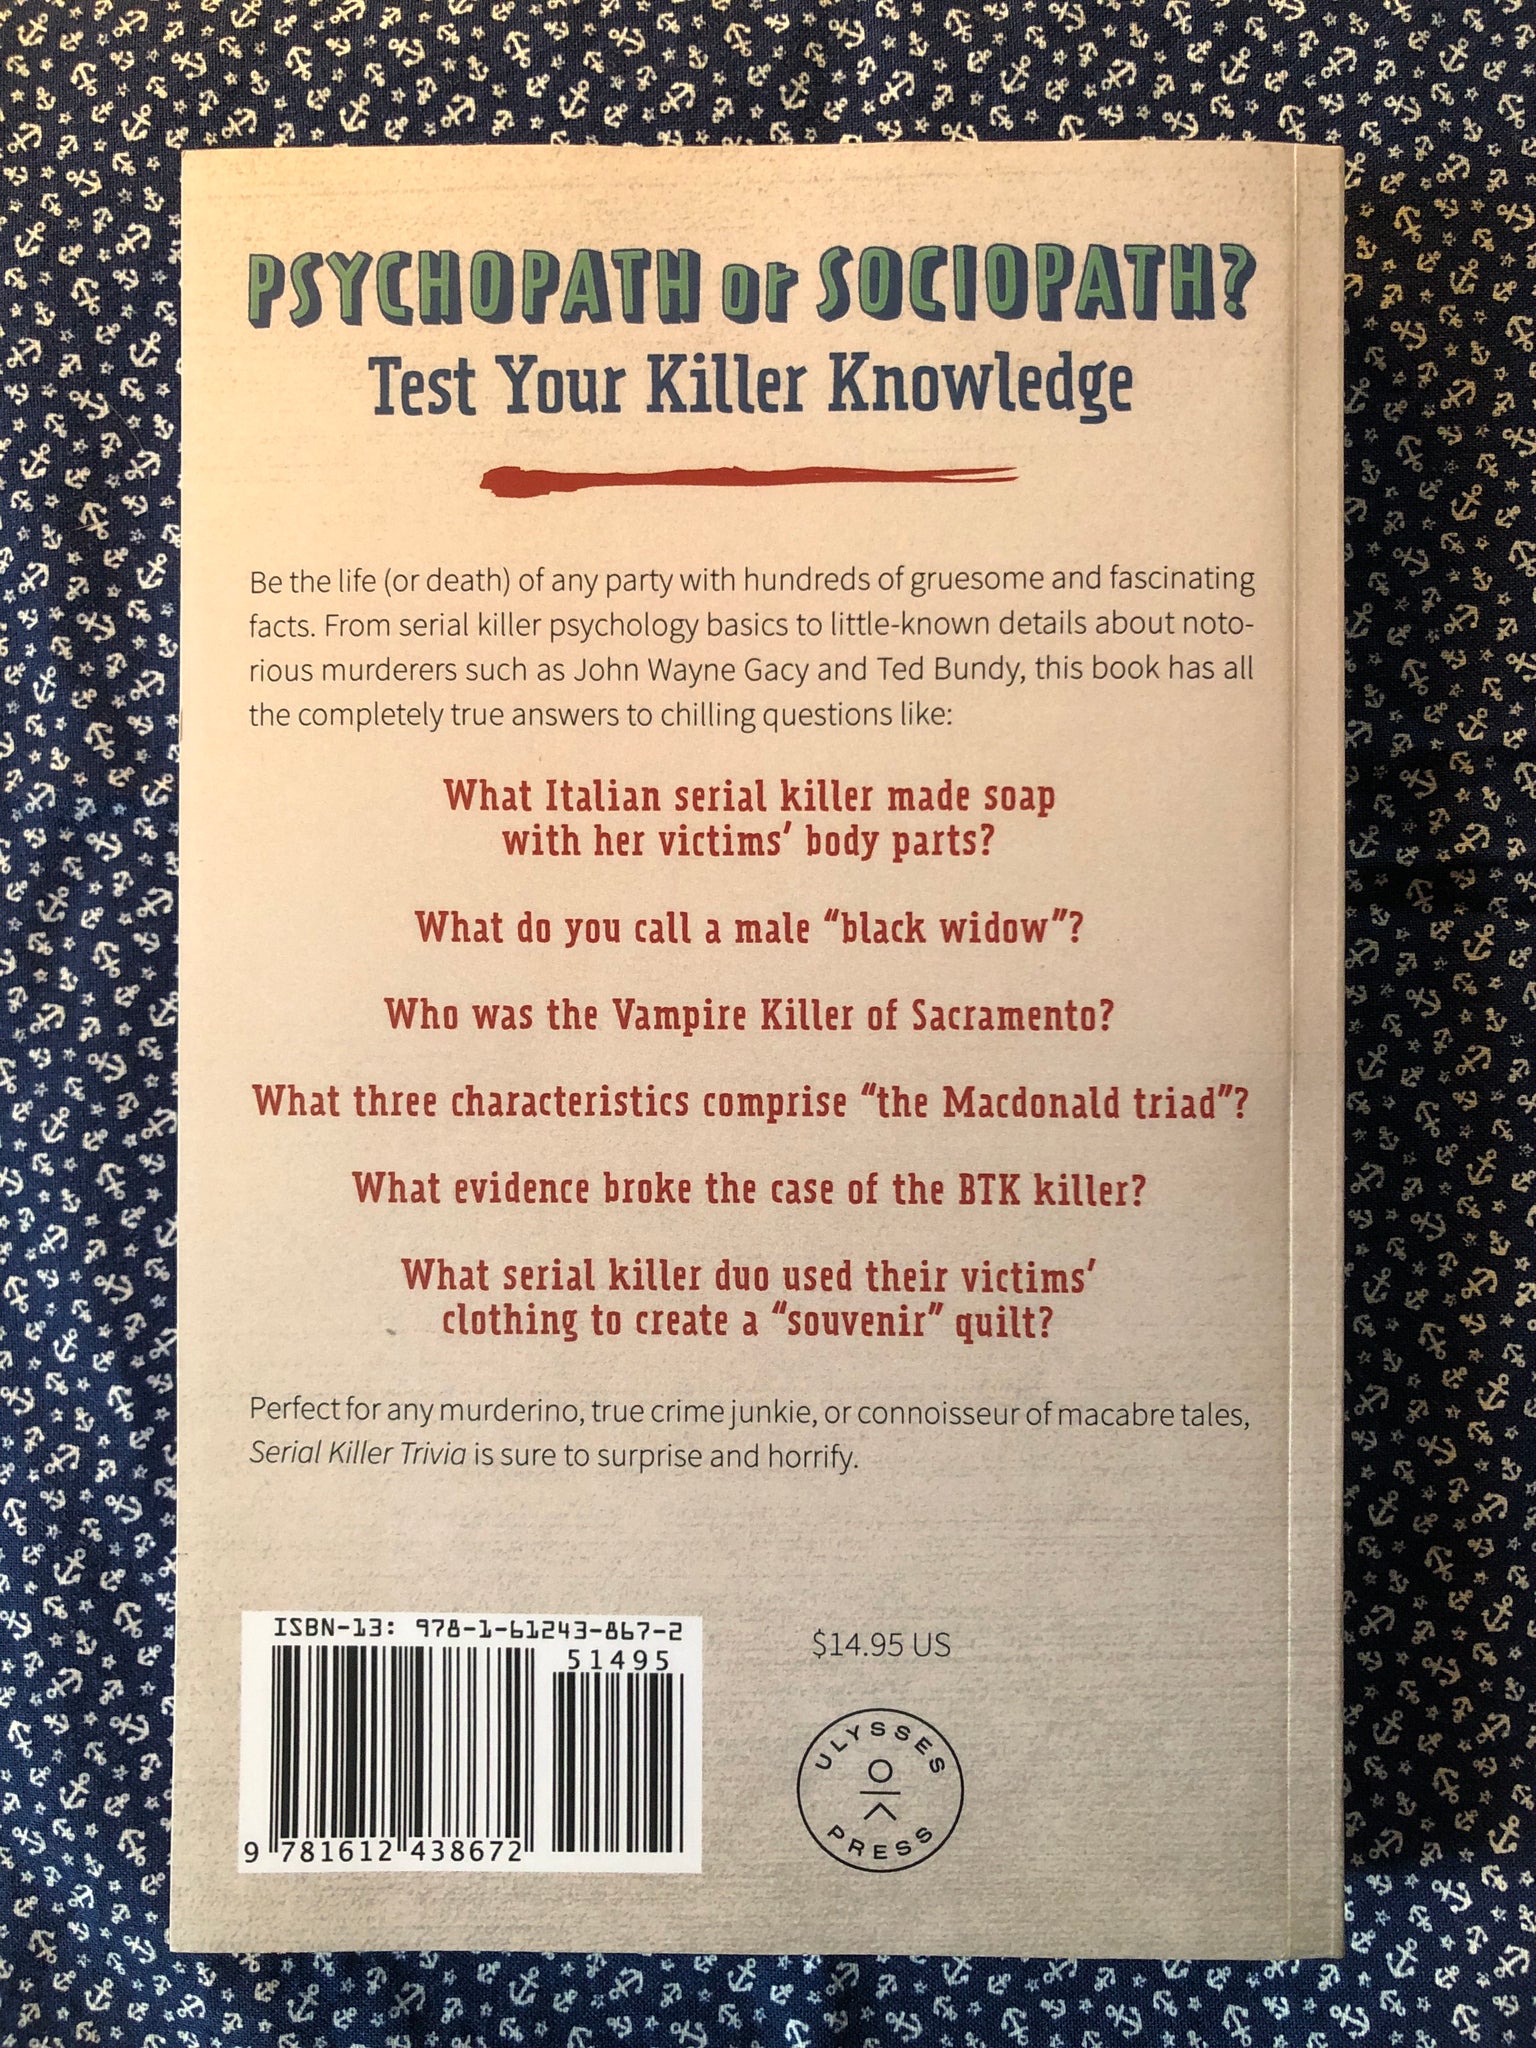 PSYCHOPATH or SOCIOPATH?
Test Your Killer Knowledge
Be the life (or death) of any party with hundreds of gruesome and fascinating
facts. From serial killer psychology basics to little-known details about noto-
rious murderers such as John Wayne Gacy and Ted Bundy, this book has all
the completely true answers to chilling questions like:
What Italian serial killer made soap
with her victims’ body parts?
What do you call a male “black widow”?
Who was the Vampire Killer of Sacramento?
What three characteristics comprise “the Macdonald triad”?
What evidence broke the case of the BTK killer?
What serial killer duo used their victims’
clothing to create a “souvenir” quilt?
Perfect for any murderino, true crime junkie, or connoisseur of macabre tales,
Serial Killer Trivia is sure to surprise and horrify.
ISBN-13: 978-1-61243-867-2
51495
9 781612 438672
$14.95 US
ULYSSES
PRESS